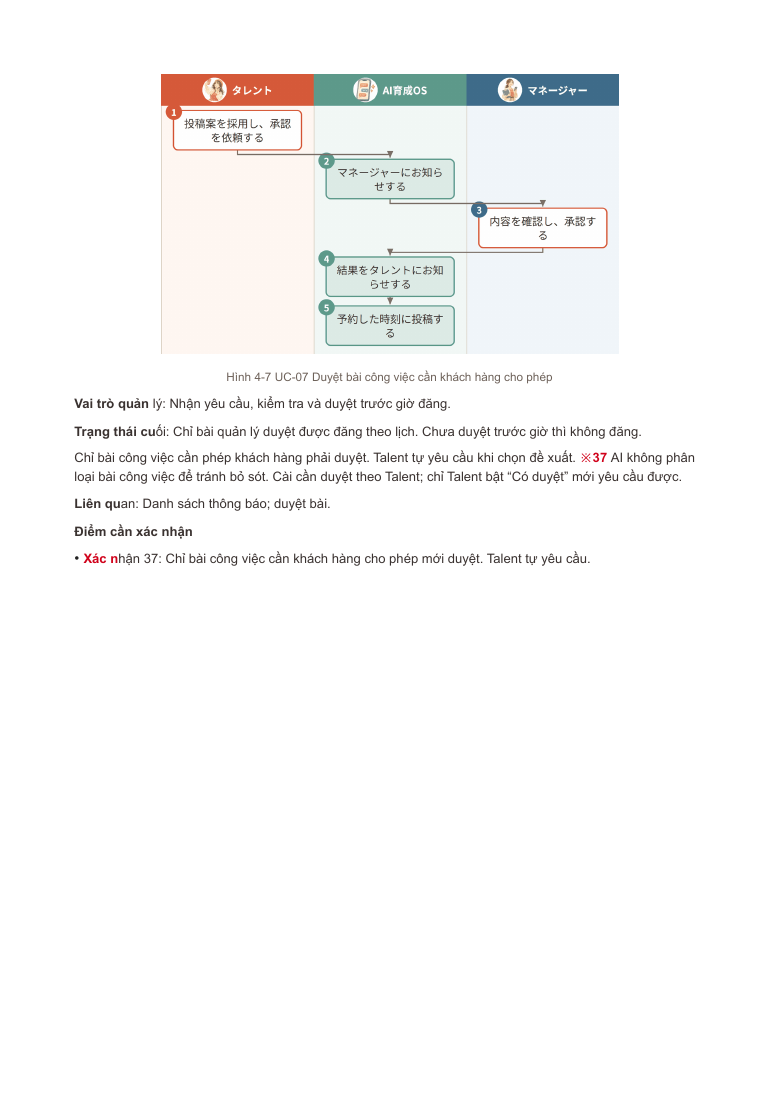 タレント
AI育成OS
マネージャー
1
投稿案を採用し、承認
を依頼する
2
マネージャーにお知ら
せする
3
内容を確認し、承認す
る
4
結果をタレントにお知
らせする
5
予約した時刻に投稿す
る
Hình 4-7 UC-07 Duyệt bài công việc cần khách hàng cho phép
Vai trò quản lý: Nhận yêu cầu, kiểm tra và duyệt trước giờ đăng.
Trạng thái cuối: Chỉ bài quản lý duyệt được đăng theo lịch. Chưa duyệt trước giờ thì không đăng.
Chỉ bài công việc cần phép khách hàng phải duyệt. Talent tự yêu cầu khi chọn đề xuất. ※37 AI không phân
loại bài công việc để tránh bỏ sót. Cài cần duyệt theo Talent; chỉ Talent bật “Có duyệt” mới yêu cầu được.
Liên quan: Danh sách thông báo; duyệt bài.
Điểm cần xác nhận
• Xác nhận 37: Chỉ bài công việc cần khách hàng cho phép mới duyệt. Talent tự yêu cầu.